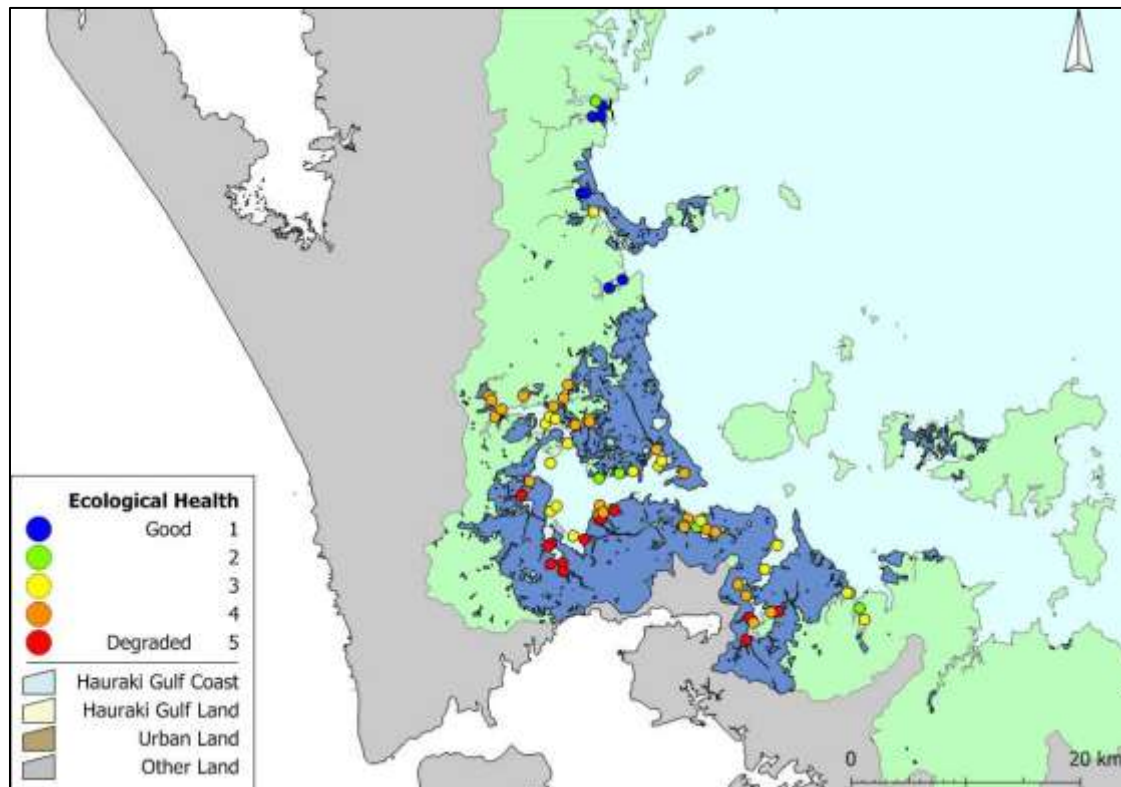 Ecological Health
Good 1
2
3
4
Degraded 5
Hauraki Gulf Coast
Hauraki Gulf Land
Urban Land
Other Land
0 20 km